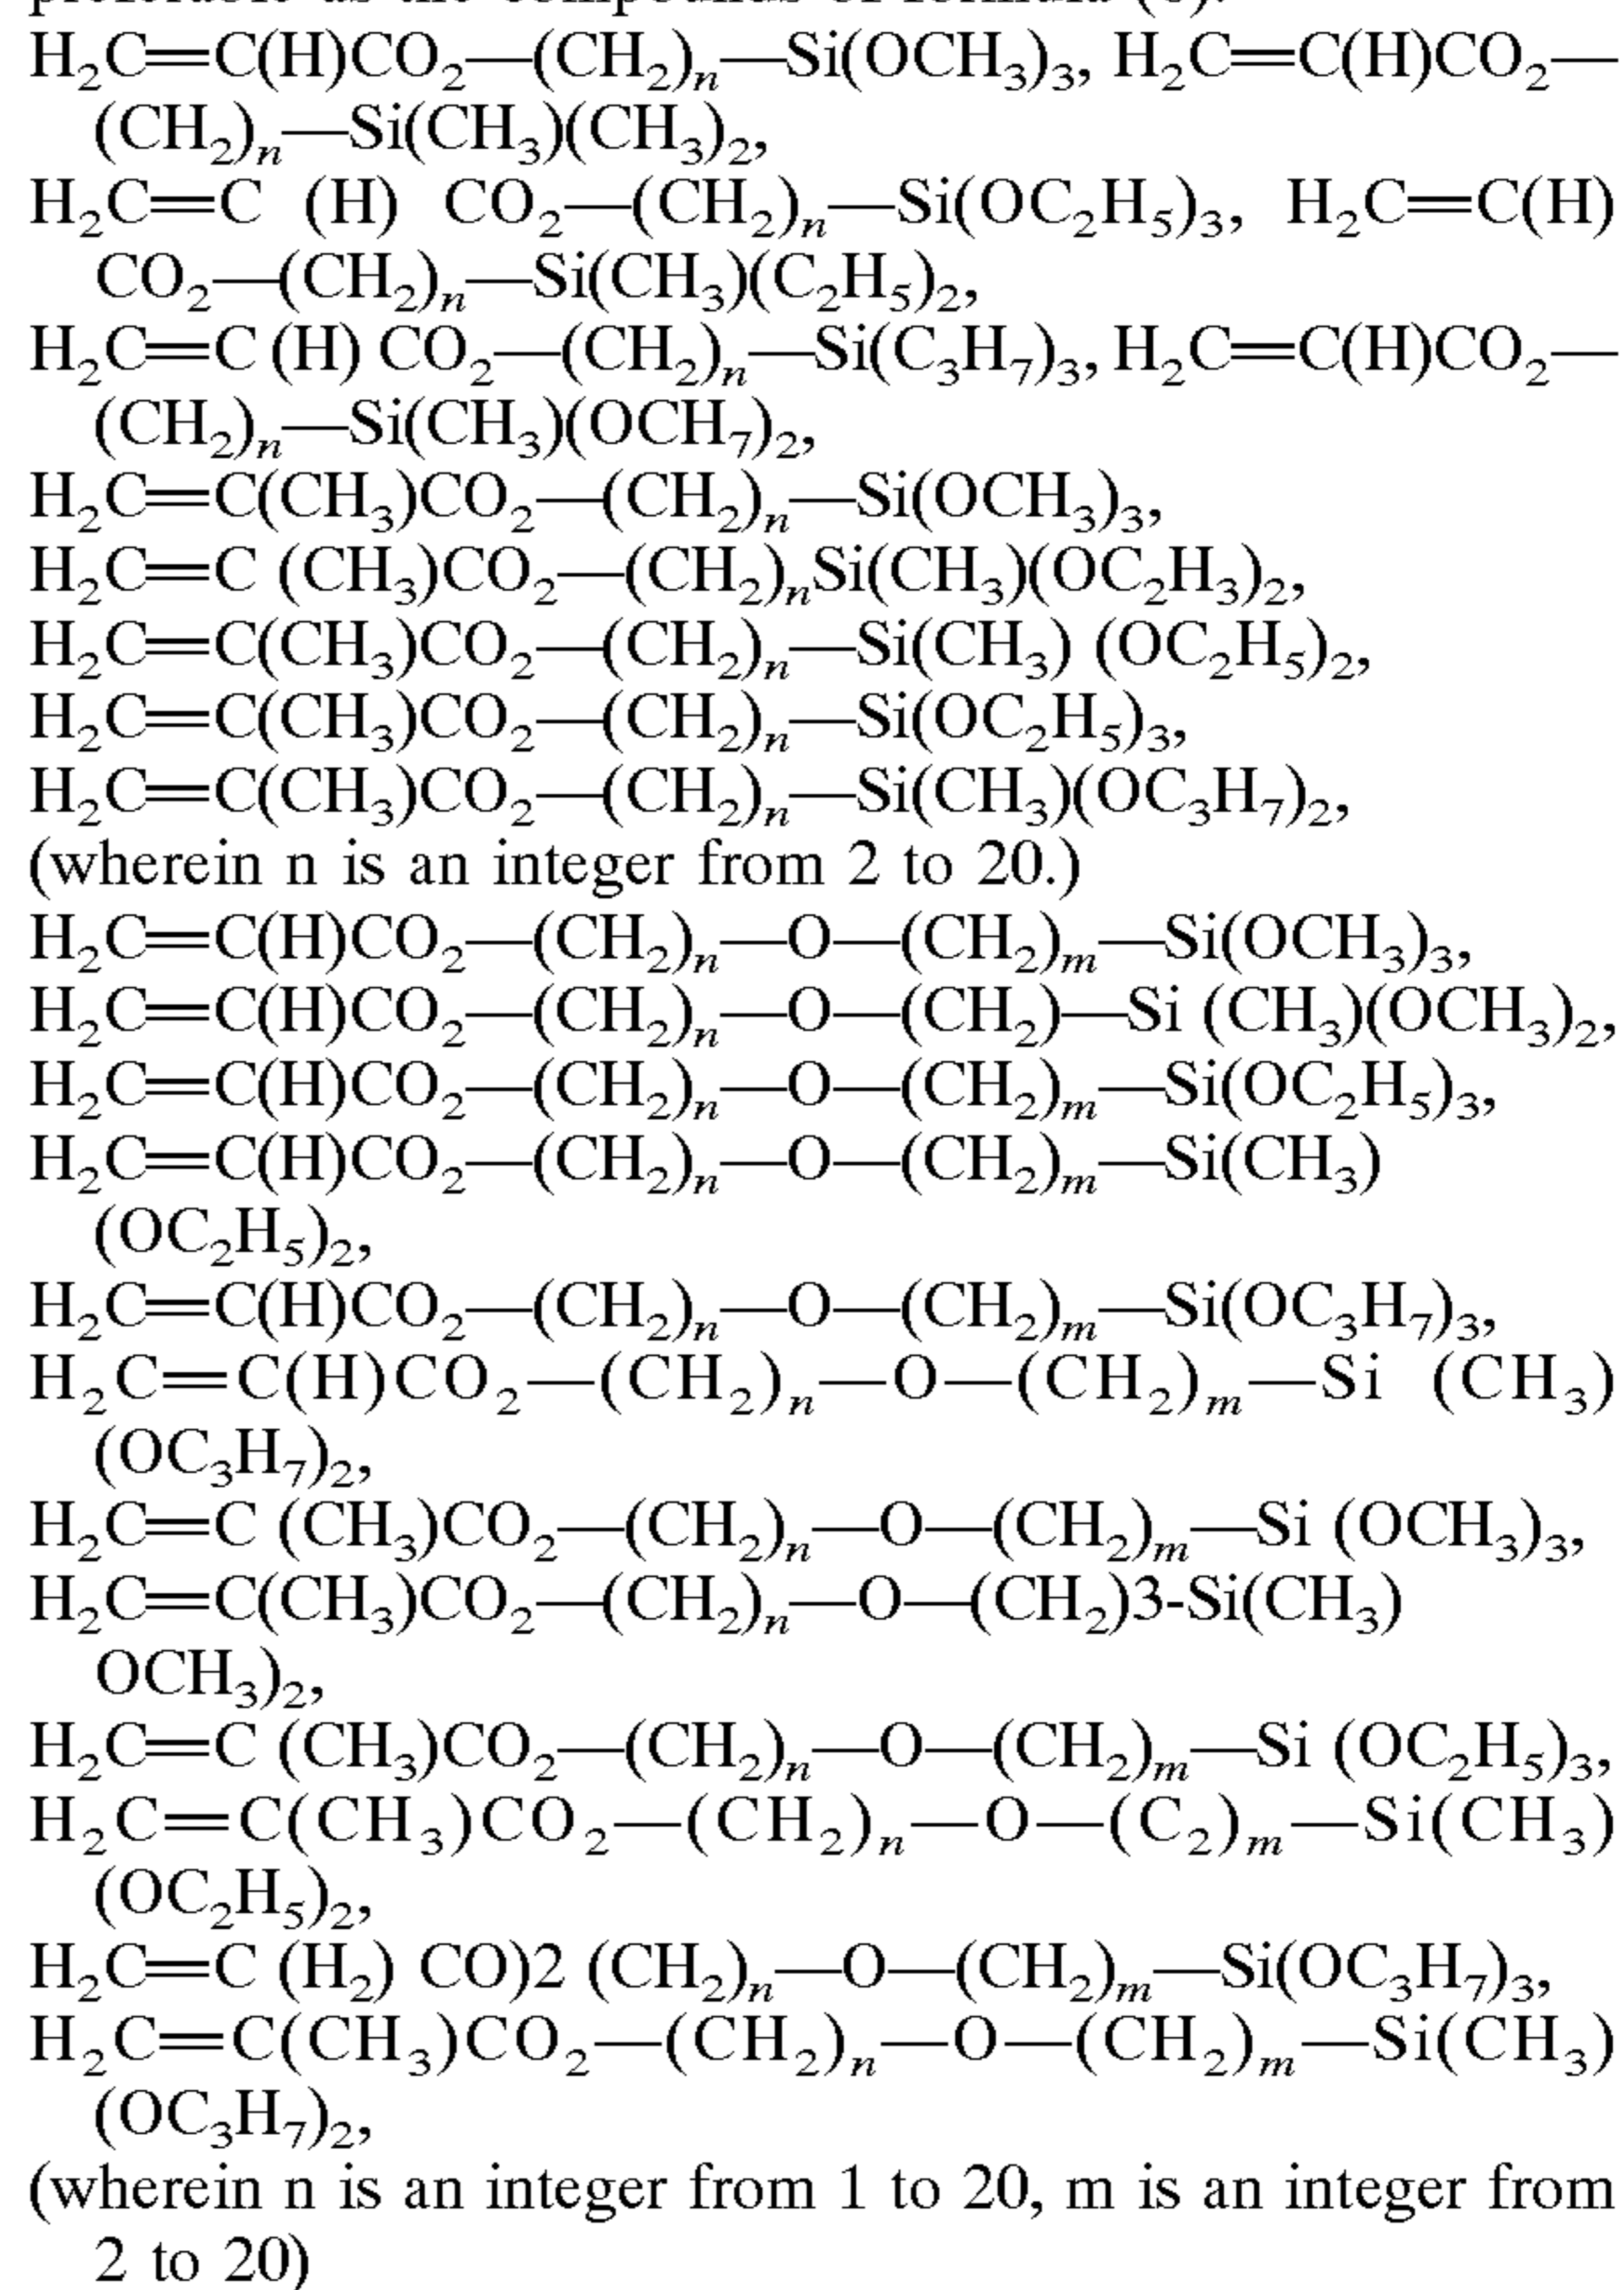 preferable as the compounds of formula (6):
H₂C═C(H)CO₂—(CH₂)ₙ—Si(OCH₃)₃, H₂C═C(H)CO₂—
(CH₂)ₙ—Si(CH₃)(CH₃)₂,
H₂C═C (H) CO₂—(CH₂)ₙ—Si(OC₂H₅)₃, H₂C═C(H)
CO₂—(CH₂)ₙ—Si(CH₃)(C₂H₅)₂,
H₂C═C (H) CO₂—(CH₂)ₙ—Si(C₃H₇)₃, H₂C═C(H)CO₂—
(CH₂)ₙ—Si(CH₃)(OCH₇)₂,
H₂C═C(CH₃)CO₂—(CH₂)ₙ—Si(OCH₃)₃,
H₂C═C (CH₃)CO₂—(CH₂)ₙSi(CH₃)(OC₂H₃)₂,
H₂C═C(CH₃)CO₂—(CH₂)ₙ—Si(CH₃) (OC₂H₅)₂,
H₂C═C(CH₃)CO₂—(CH₂)ₙ—Si(OC₂H₅)₃,
H₂C═C(CH₃)CO₂—(CH₂)ₙ—Si(CH₃)(OC₃H₇)₂,
(wherein n is an integer from 2 to 20.)
H₂C═C(H)CO₂—(CH₂)ₙ—O—(CH₂)ₘ—Si(OCH₃)₃,
H₂C═C(H)CO₂—(CH₂)ₙ—O—(CH₂)—Si (CH₃)(OCH₃)₂,
H₂C═C(H)CO₂—(CH₂)ₙ—O—(CH₂)ₘ—Si(OC₂H₅)₃,
H₂C═C(H)CO₂—(CH₂)ₙ—O—(CH₂)ₘ—Si(CH₃)
(OC₂H₅)₂,
H₂C═C(H)CO₂—(CH₂)ₙ—O—(CH₂)ₘ—Si(OC₃H₇)₃,
H₂C═C(H)CO₂—(CH₂)ₙ—O—(CH₂)ₘ—Si (CH₃)
(OC₃H₇)₂,
H₂C═C (CH₃)CO₂—(CH₂)ₙ—O—(CH₂)ₘ—Si (OCH₃)₃,
H₂C═C(CH₃)CO₂—(CH₂)ₙ—O—(CH₂)3-Si(CH₃)
OCH₃)₂,
H₂C═C (CH₃)CO₂—(CH₂)ₙ—O—(CH₂)ₘ—Si (OC₂H₅)₃,
H₂C═C(CH₃)CO₂—(CH₂)ₙ—O—(C₂)ₘ—Si(CH₃)
(OC₂H₅)₂,
H₂C═C (H₂) CO)2 (CH₂)ₙ—O—(CH₂)ₘ—Si(OC₃H₇)₃,
H₂C═C(CH₃)CO₂—(CH₂)ₙ—O—(CH₂)ₘ—Si(CH₃)
(OC₃H₇)₂,
(wherein n is an integer from 1 to 20, m is an integer from
2 to 20)